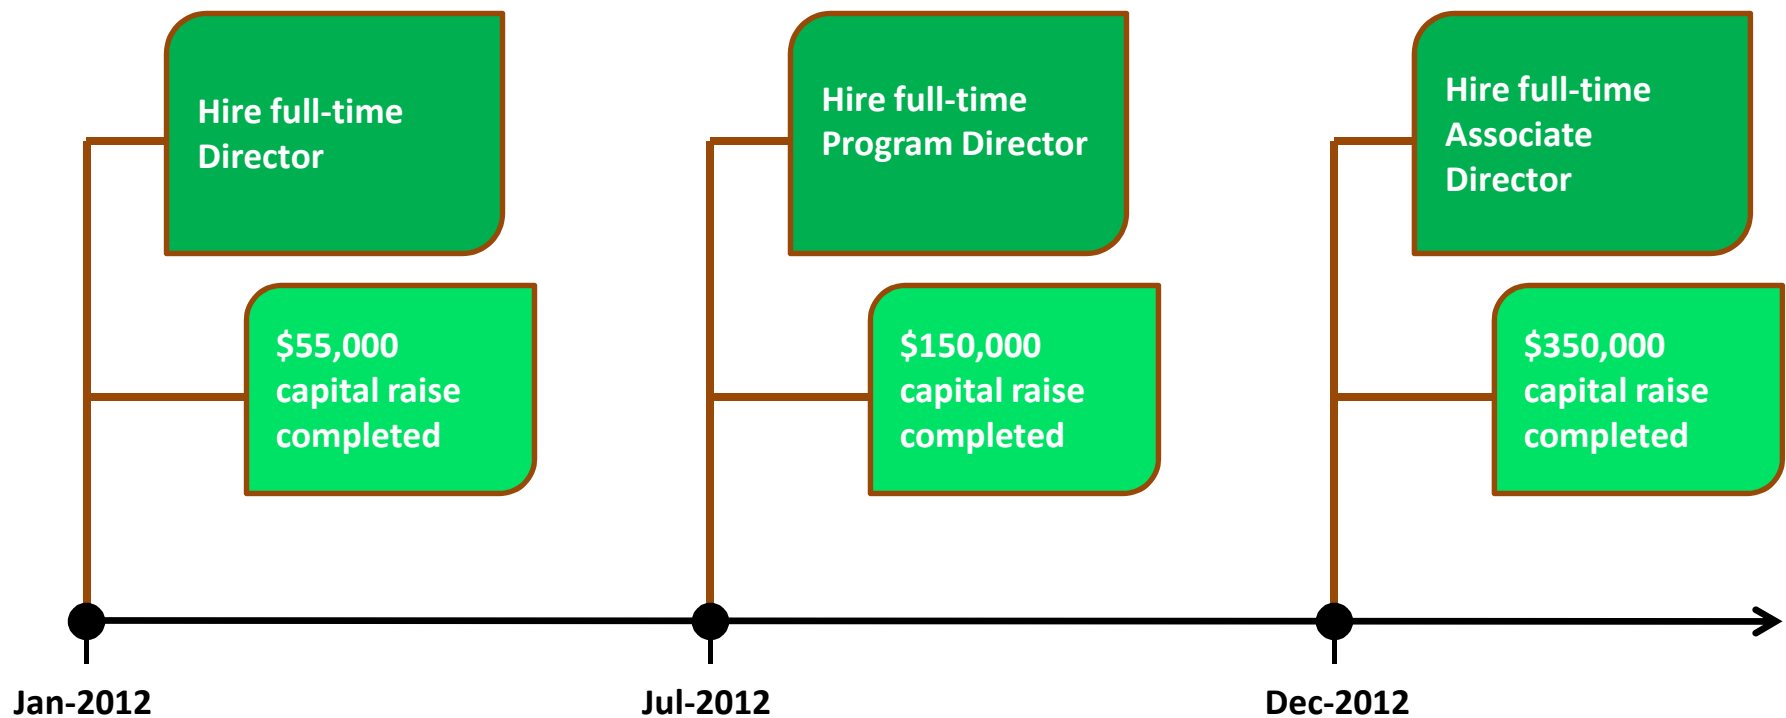 Hire full-time
Director
$55,000
capital raise
completed
Jan-2012
Hire full-time
Program Director
$150,000
capital raise
completed
Jul-2012
Hire full-time
Associate
Director
$350,000
capital raise
completed
Dec-2012